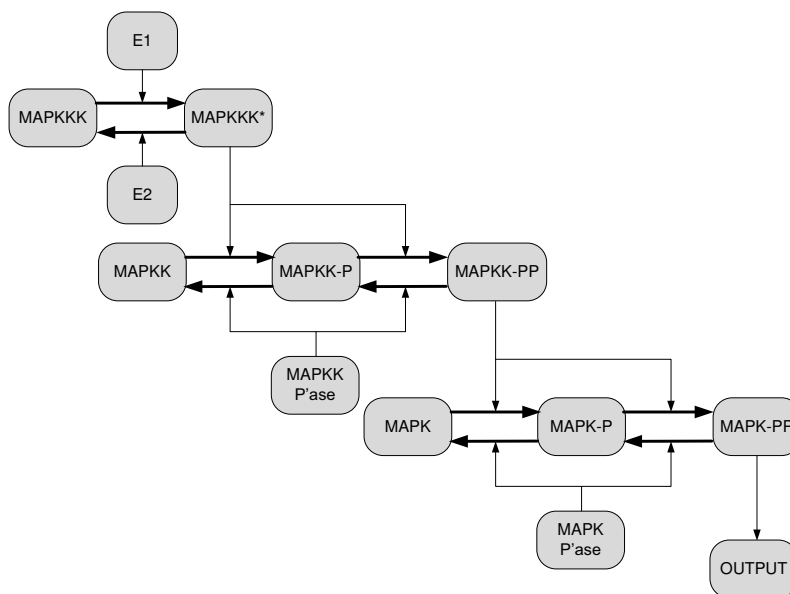 E1
MAPKKK
MAPKKK*
E2
MAPKK
MAPKK-P
MAPKK-PP
MAPKK
P'ase
MAPK
MAPK-P
MAPK-PP
MAPK
P'ase
OUTPUT